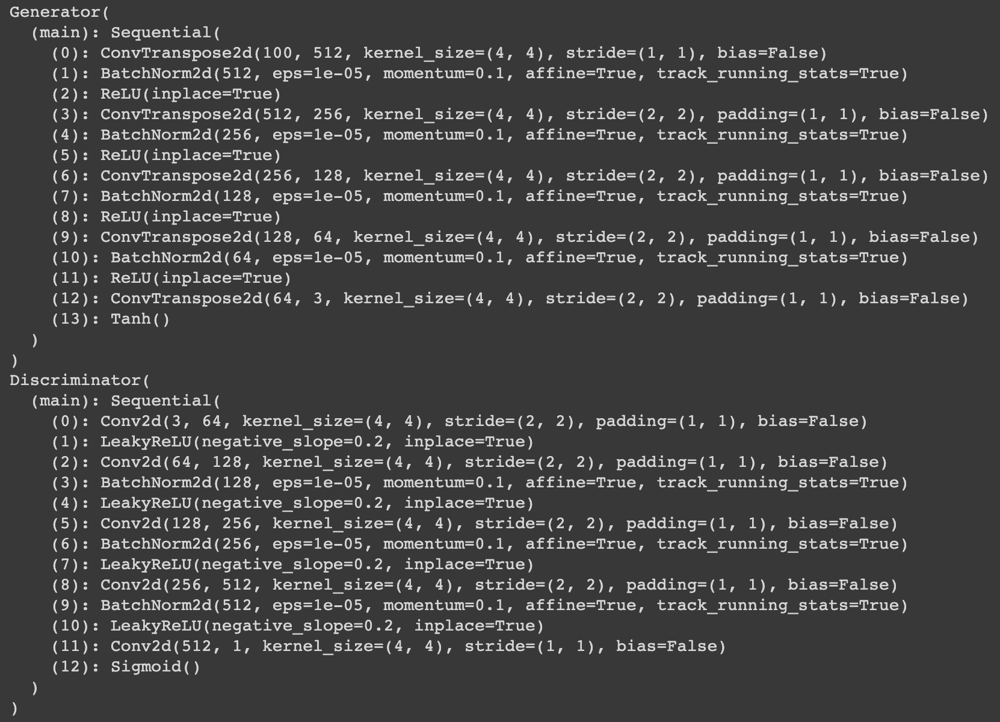 Generator(
  (main): Sequential(
    (0): ConvTranspose2d(100, 512, kernel_size=(4, 4), stride=(1, 1), bias=False)
    (1): BatchNorm2d(512, eps=1e-05, momentum=0.1, affine=True, track_running_stats=True)
    (2): ReLU(inplace=True)
    (3): ConvTranspose2d(512, 256, kernel_size=(4, 4), stride=(2, 2), padding=(1, 1), bias=False)
    (4): BatchNorm2d(256, eps=1e-05, momentum=0.1, affine=True, track_running_stats=True)
    (5): ReLU(inplace=True)
    (6): ConvTranspose2d(256, 128, kernel_size=(4, 4), stride=(2, 2), padding=(1, 1), bias=False)
    (7): BatchNorm2d(128, eps=1e-05, momentum=0.1, affine=True, track_running_stats=True)
    (8): ReLU(inplace=True)
    (9): ConvTranspose2d(128, 64, kernel_size=(4, 4), stride=(2, 2), padding=(1, 1), bias=False)
    (10): BatchNorm2d(64, eps=1e-05, momentum=0.1, affine=True, track_running_stats=True)
    (11): ReLU(inplace=True)
    (12): ConvTranspose2d(64, 3, kernel_size=(4, 4), stride=(2, 2), padding=(1, 1), bias=False)
    (13): Tanh()
  )
)
Discriminator(
  (main): Sequential(
    (0): Conv2d(3, 64, kernel_size=(4, 4), stride=(2, 2), padding=(1, 1), bias=False)
    (1): LeakyReLU(negative_slope=0.2, inplace=True)
    (2): Conv2d(64, 128, kernel_size=(4, 4), stride=(2, 2), padding=(1, 1), bias=False)
    (3): BatchNorm2d(128, eps=1e-05, momentum=0.1, affine=True, track_running_stats=True)
    (4): LeakyReLU(negative_slope=0.2, inplace=True)
    (5): Conv2d(128, 256, kernel_size=(4, 4), stride=(2, 2), padding=(1, 1), bias=False)
    (6): BatchNorm2d(256, eps=1e-05, momentum=0.1, affine=True, track_running_stats=True)
    (7): LeakyReLU(negative_slope=0.2, inplace=True)
    (8): Conv2d(256, 512, kernel_size=(4, 4), stride=(2, 2), padding=(1, 1), bias=False)
    (9): BatchNorm2d(512, eps=1e-05, momentum=0.1, affine=True, track_running_stats=True)
    (10): LeakyReLU(negative_slope=0.2, inplace=True)
    (11): Conv2d(512, 1, kernel_size=(4, 4), stride=(1, 1), bias=False)
    (12): Sigmoid()
  )
)